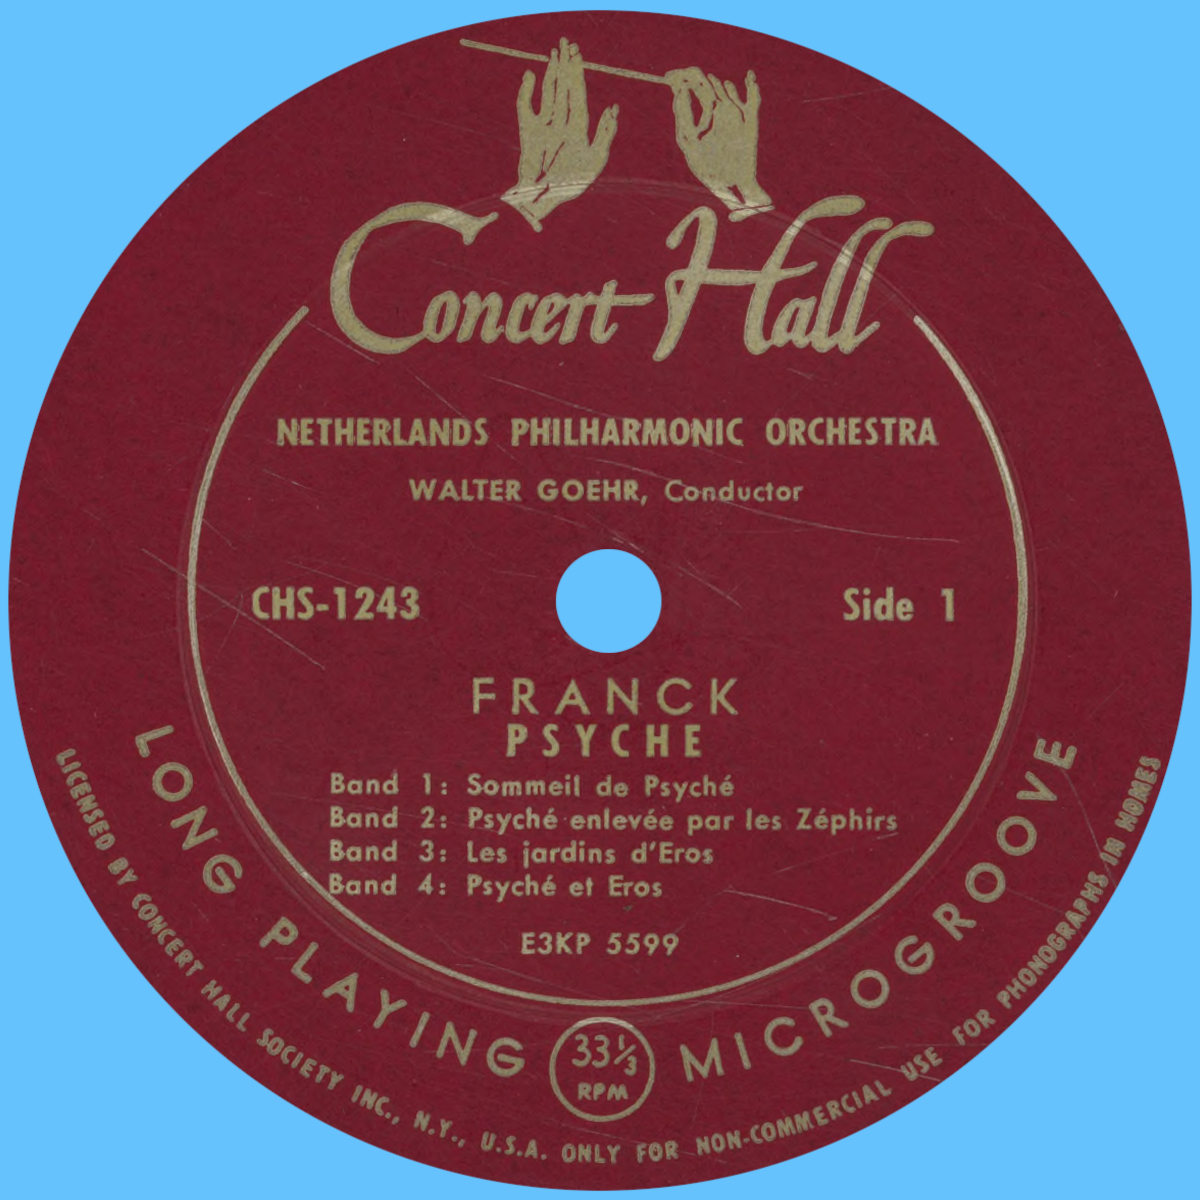 Concert Hall
NETHERLANDS PHILHARMONIC ORCHESTRA
WALTER GOEHR, Conductor
CHS-1243
Side 1
FRANCK
PSYCHE
Band 1: Sommeil de Psyché
Band 2: Psyché enlevée par les Zéphirs
Band 3: Les jardins d'Eros
Band 4: Psyché et Eros
E3KP 5599
LONG PLAYING MICROGROOVE
33⅓
RPM
LICENSED BY CONCERT HALL SOCIETY INC., N.Y., U.S.A. ONLY FOR NON-COMMERCIAL USE FOR PHONOGRAPHS IN HOMES